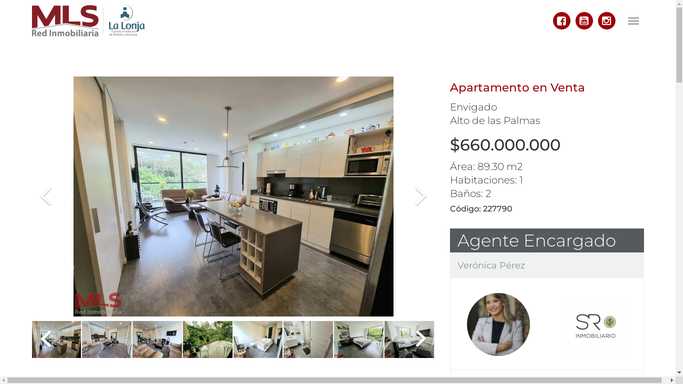 MLS
Red Inmobiliaria
La Lonja
Apartamento en Venta
Envigado
Alto de las Palmas
$660.000.000
Área: 89.30 m2
Habitaciones: 1
Baños: 2
Código: 227790
Agente Encargado
Verónica Pérez
MLS
Red Inmobiliaria
SR
INMOBILIARIO